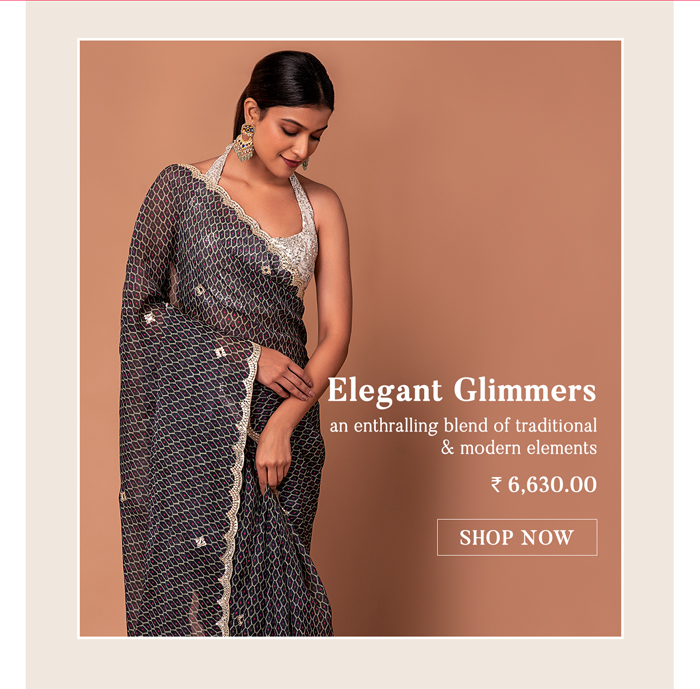 Elegant Glimmers
an enthralling blend of traditional
& modern elements
₹ 6,630.00
SHOP NOW